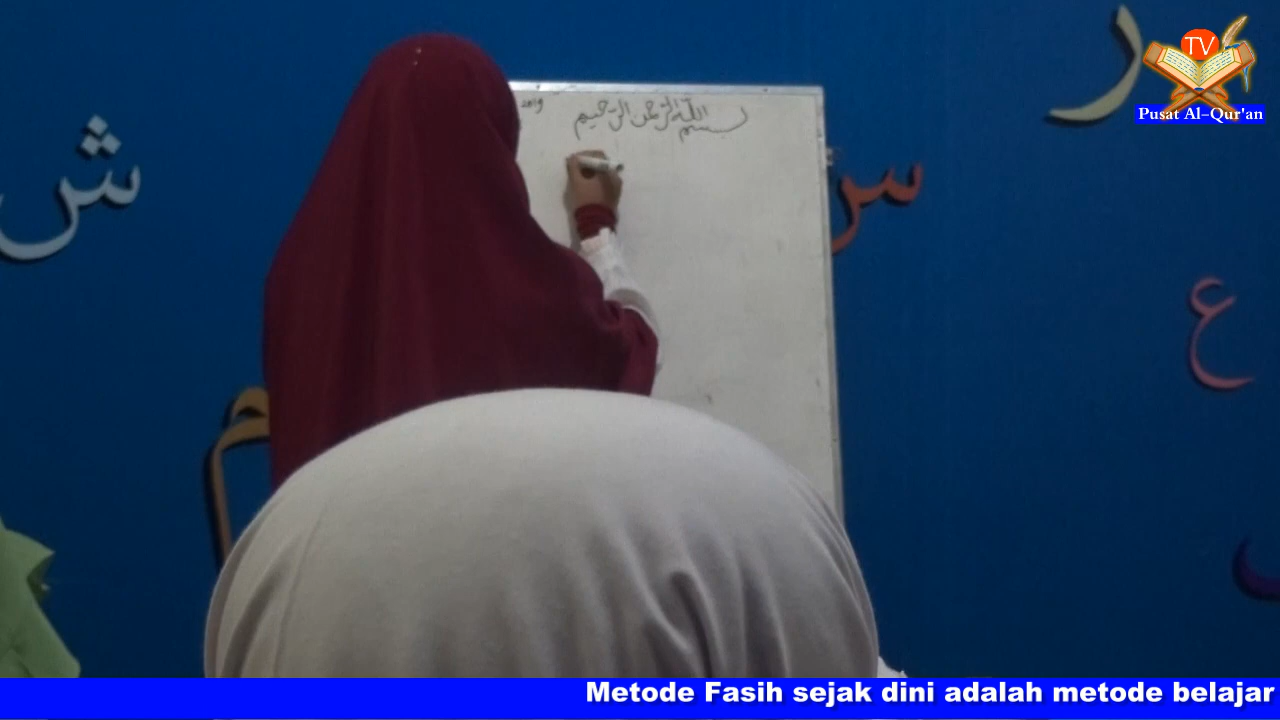 TV
Pusat Al-Qur'an
بسم الله الرحمن الرحيم
ر
ش
س
ع
م
Metode Fasih sejak dini adalah metode belajar